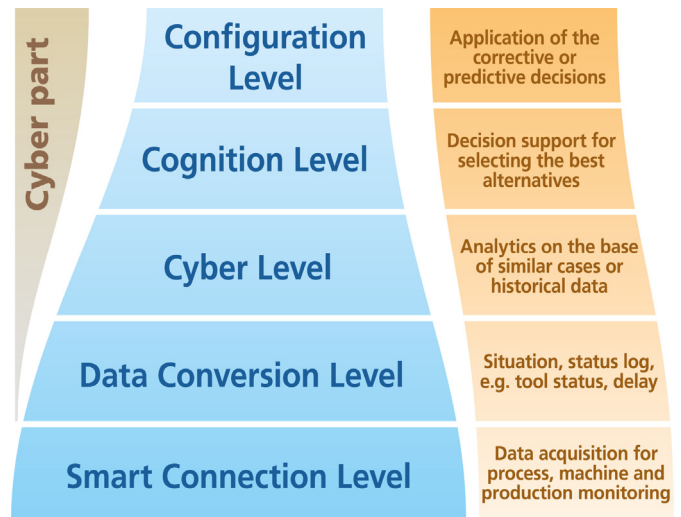 Cyber part
Configuration
Level
Application of the
corrective or
predictive decisions
Cognition Level
Decision support for
selecting the best
alternatives
Cyber Level
Analytics on the base
of similar cases or
historical data
Data Conversion Level
Situation, status log,
e.g. tool status, delay
Smart Connection Level
Data acquisition for
process, machine and
production monitoring